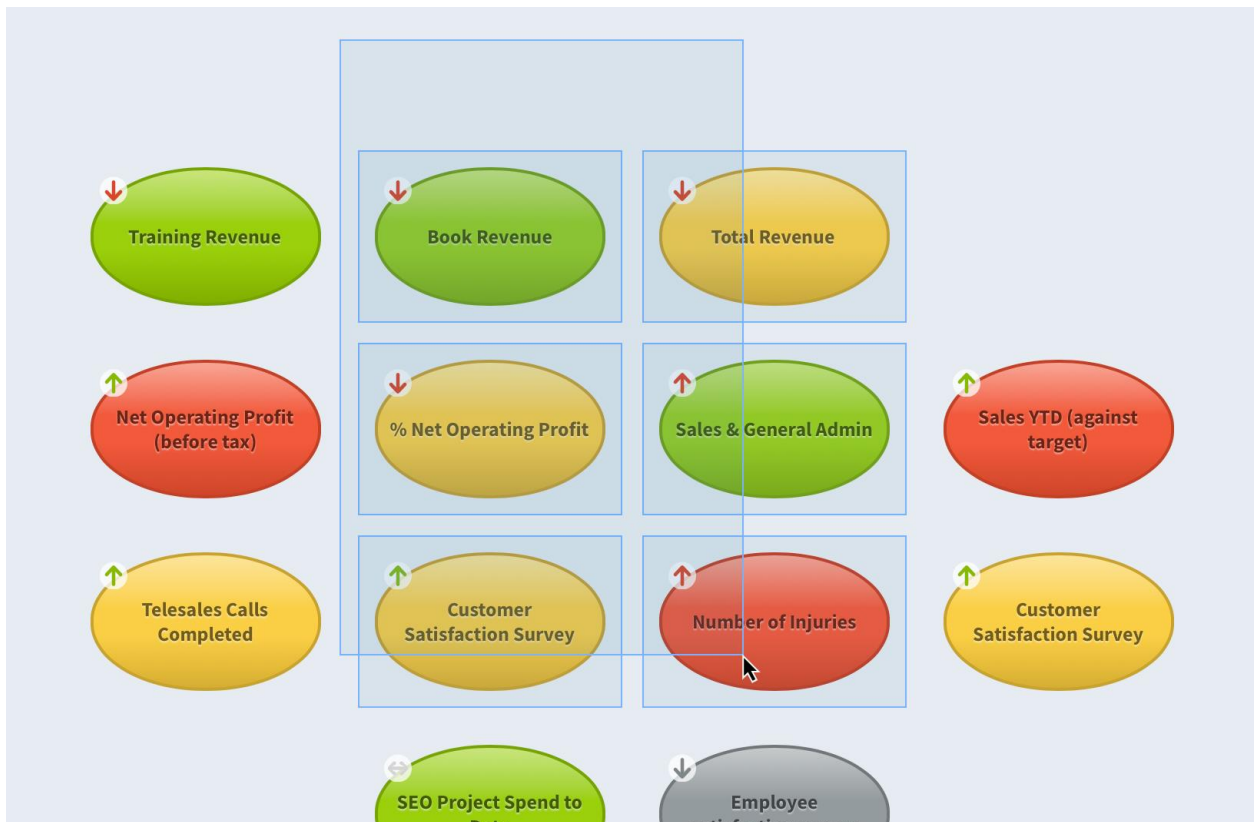 Training Revenue
Book Revenue
Total Revenue
Net Operating Profit
(before tax)
% Net Operating Profit
Sales & General Admin
Sales YTD (against
target)
Telesales Calls
Completed
Customer
Satisfaction Survey
Number of Injuries
Customer
Satisfaction Survey
SEO Project Spend to
Employee